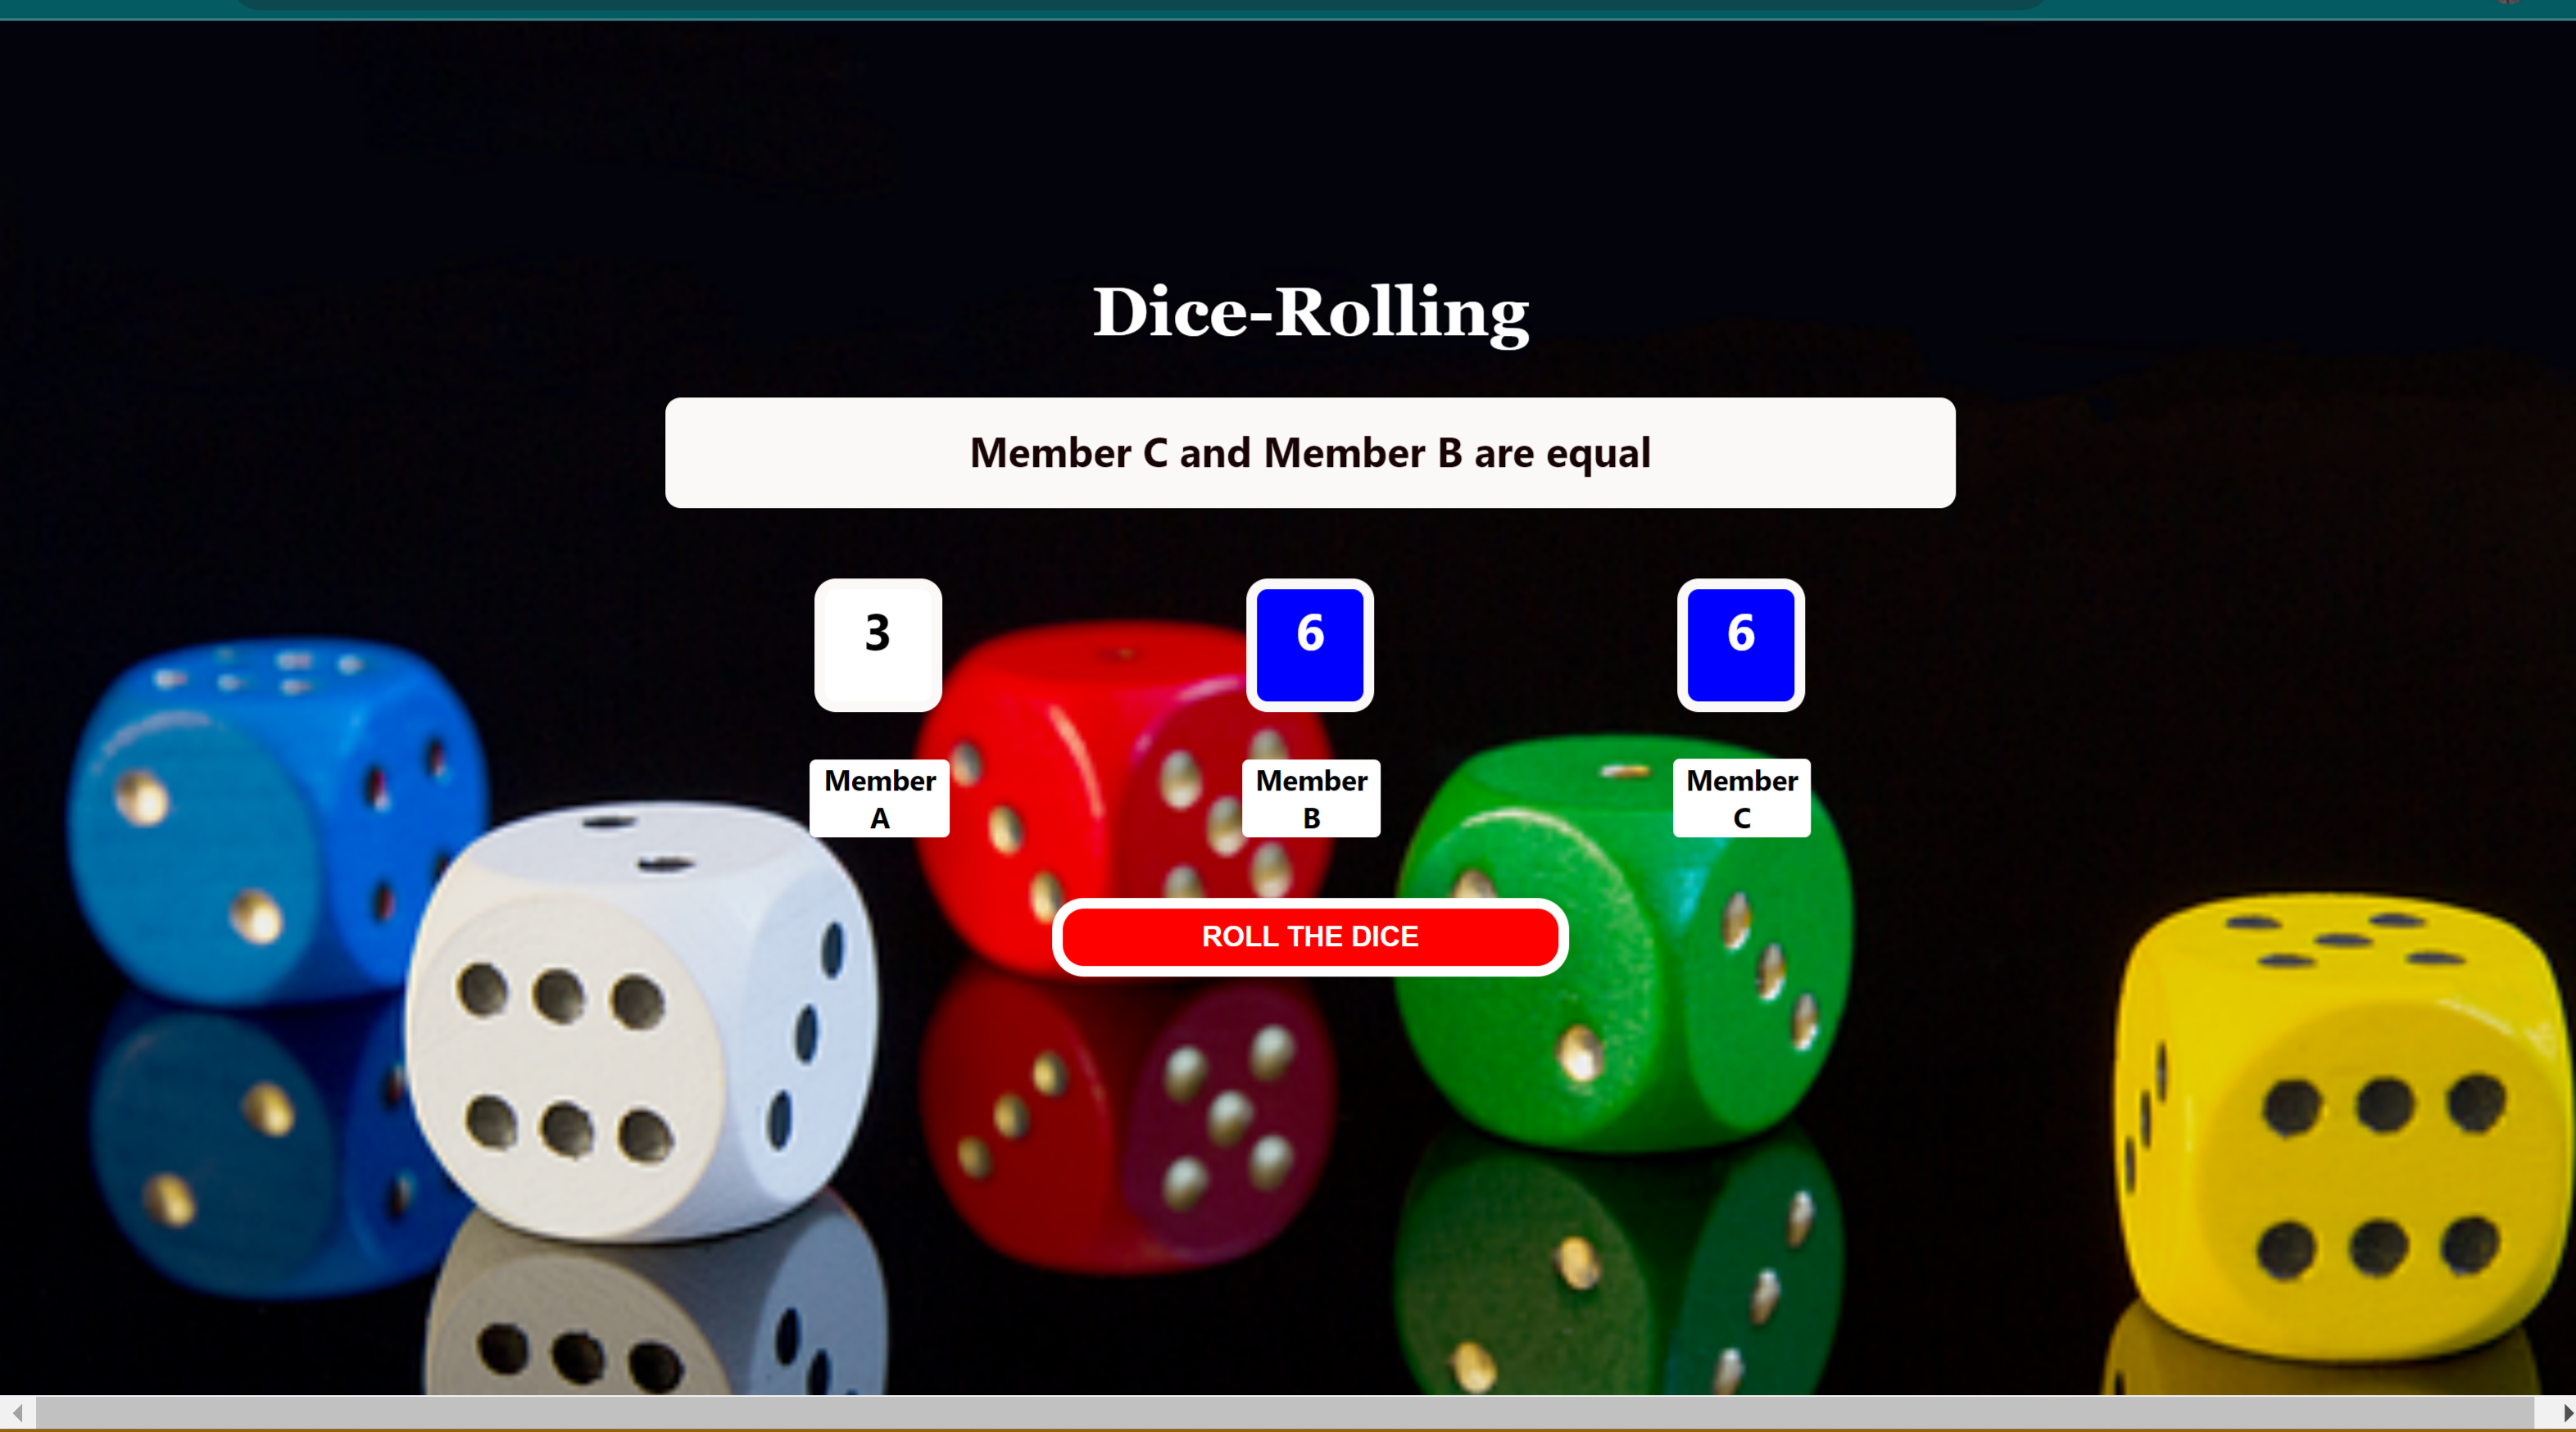 Dice-Rolling
Member C and Member B are equal
3
6
6
Member
A
Member
B
Member
C
ROLL THE DICE